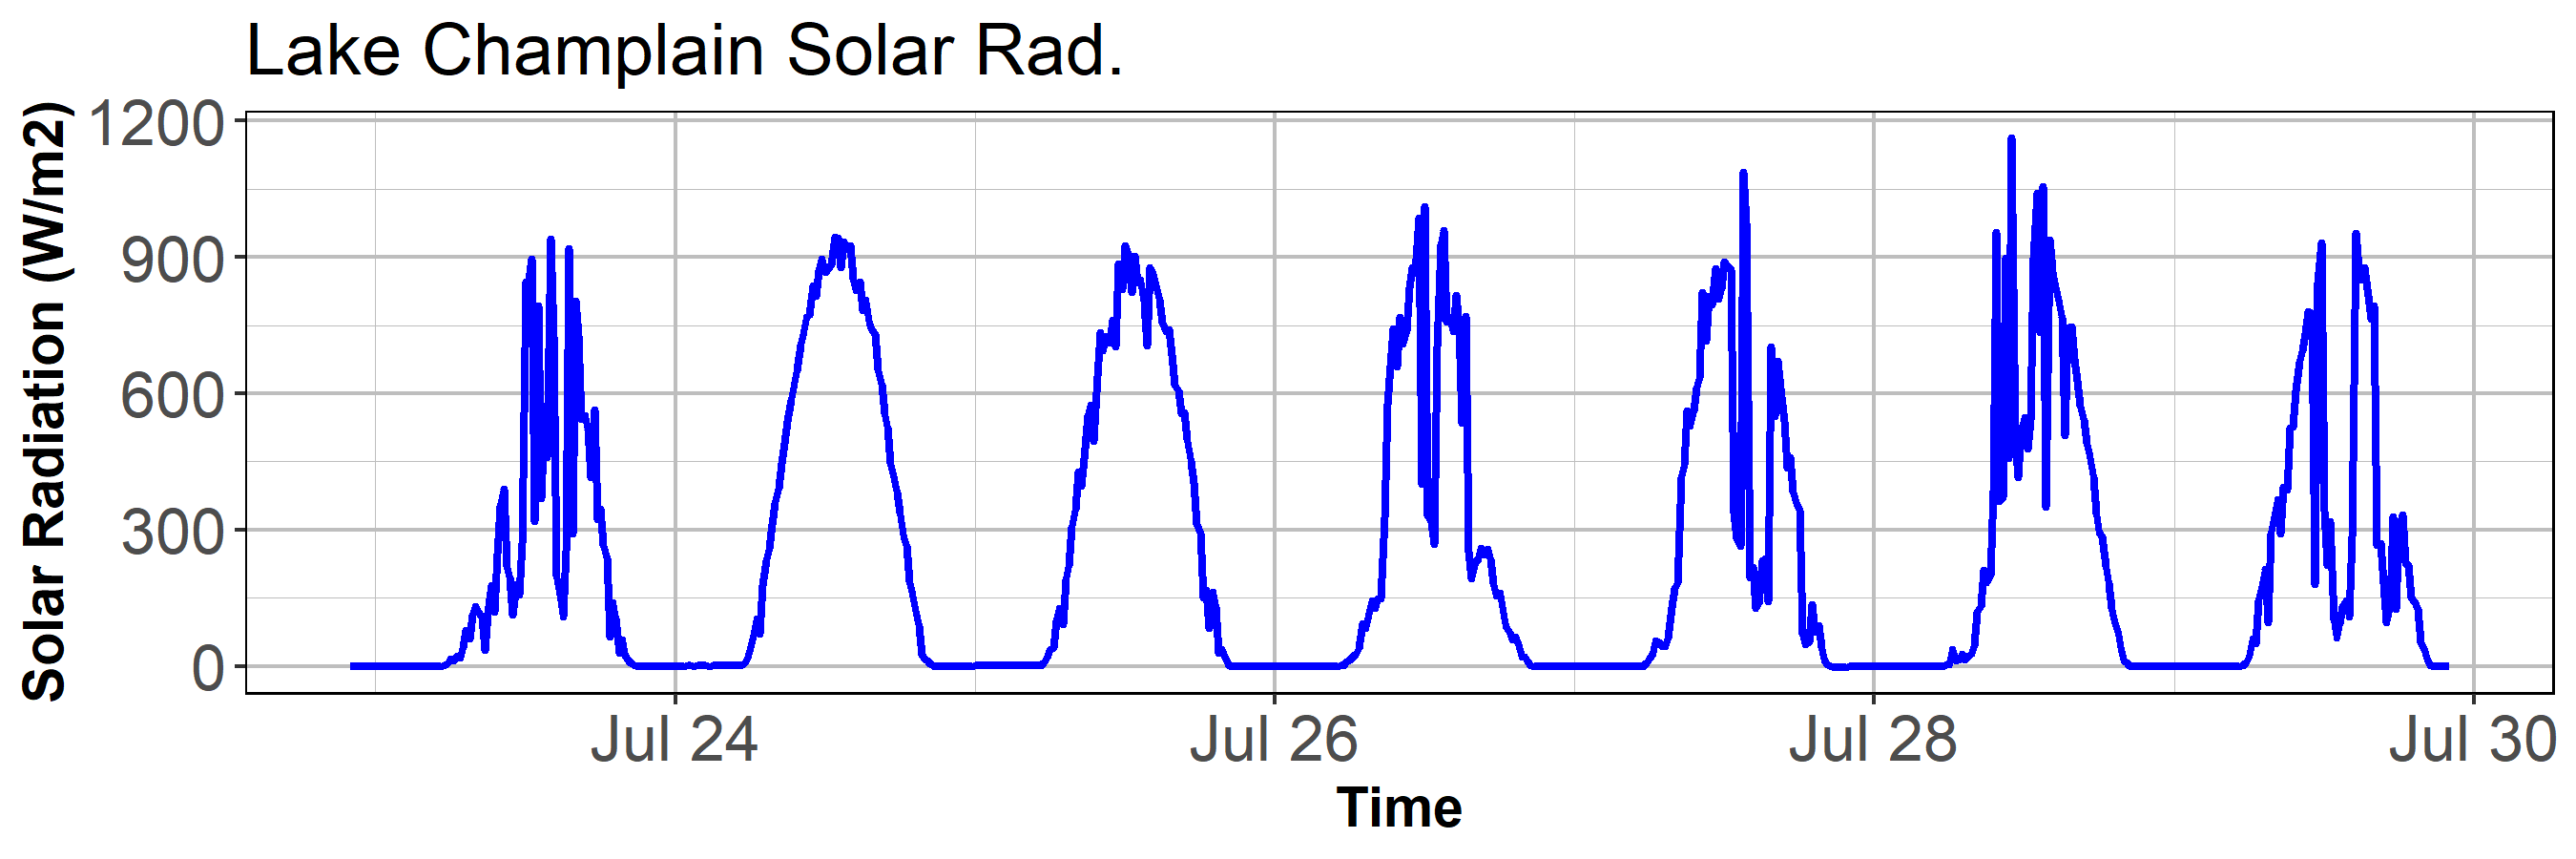 Lake Champlain Solar Rad.
Solar Radiation (W/m2)
1200
900
600
300
0
Jul 24
Jul 26
Jul 28
Jul 30
Time